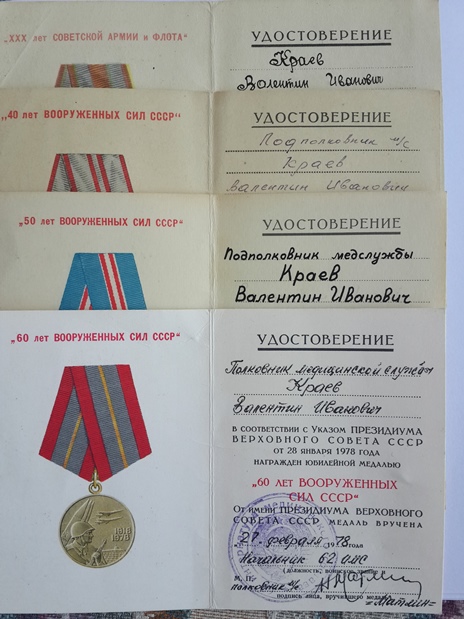 „XXX лет СОВЕТСКОЙ АРМИИ и ФЛОТА"
УДОСТОВЕРЕНИЕ
Краев
Валентин Иванович
„40 лет ВООРУЖЕННЫХ СИЛ СССР"
УДОСТОВЕРЕНИЕ
Подполковник м/с
Краев
Валентин Иванович
„50 лет ВООРУЖЕННЫХ СИЛ СССР"
УДОСТОВЕРЕНИЕ
Подполковник медслужбы
Краев
Валентин Иванович
„60 лет ВООРУЖЕННЫХ СИЛ СССР"
1918
1978
УДОСТОВЕРЕНИЕ
Полковник медицинской службы
Краев
Валентин Иванович
В СООТВЕТСТВИИ С УКАЗОМ ПРЕЗИДИУМА
ВЕРХОВНОГО СОВЕТА СССР
ОТ 28 ЯНВАРЯ 1978 ГОДА
НАГРАЖДЕН ЮБИЛЕЙНОЙ МЕДАЛЬЮ
„60 ЛЕТ ВООРУЖЕННЫХ
СИЛ СССР"
ОТ ИМЕНИ ПРЕЗИДИУМА ВЕРХОВНОГО
СОВЕТА СССР МЕДАЛЬ ВРУЧЕНА
„27" февраля 1978
Начальник 62
М. П.
полковник м/с
подпись лица, вручившего медаль
=Матлин=